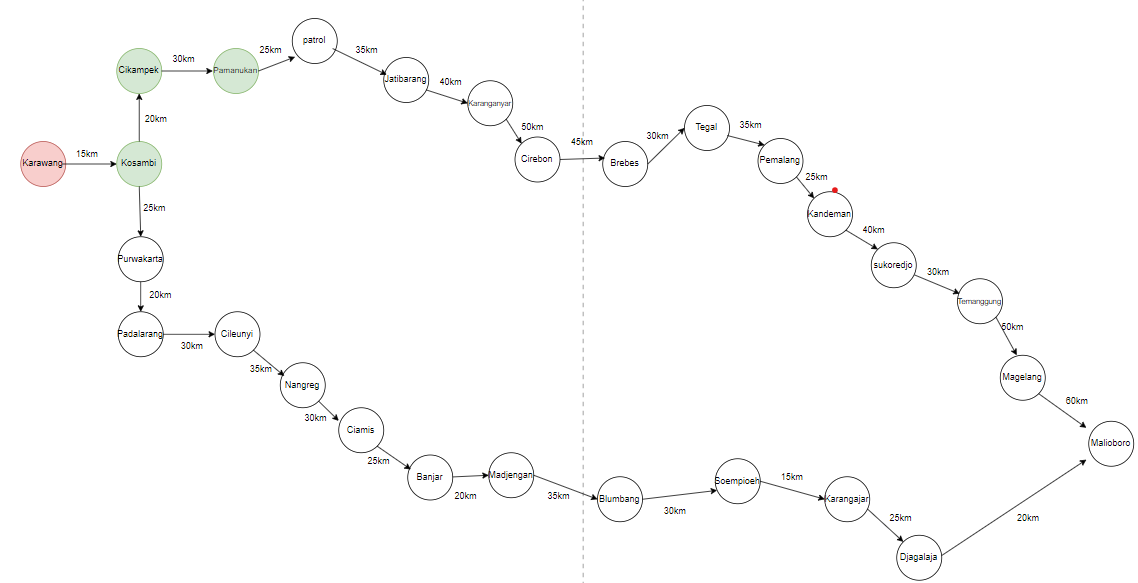 patrol
30km
25km
35km
Cikampek
Pamanukan
Jatibarang
40km
Karanganyar
20km
50km
45km
30km
Tegal
35km
15km
Karawang
Kosambi
Cirebon
Brebes
Pemalang
25km
25km
Kandeman
40km
Purwakarta
sukoredjo
30km
20km
Temanggung
50km
Padalarang
Cileunyi
30km
35km
Nangreg
Magelang
60km
30km
Ciamis
Malioboro
25km
Banjar
Madjengan
20km
35km
Blumbang
30km
Soempioeh
15km
Karangajar
25km
20km
Djagalaja